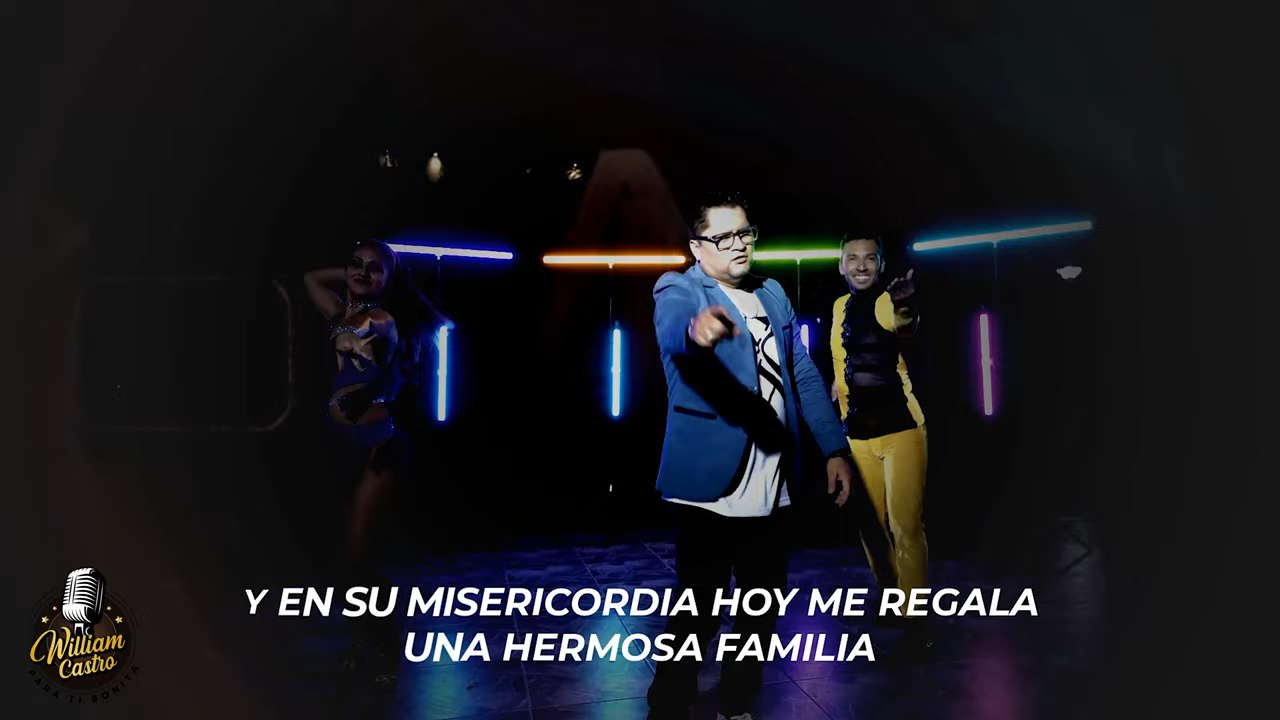 Y EN SU MISERICORDIA HOY ME REGALA
UNA HERMOSA FAMILIA
William
Castro
PARA TI BONITA